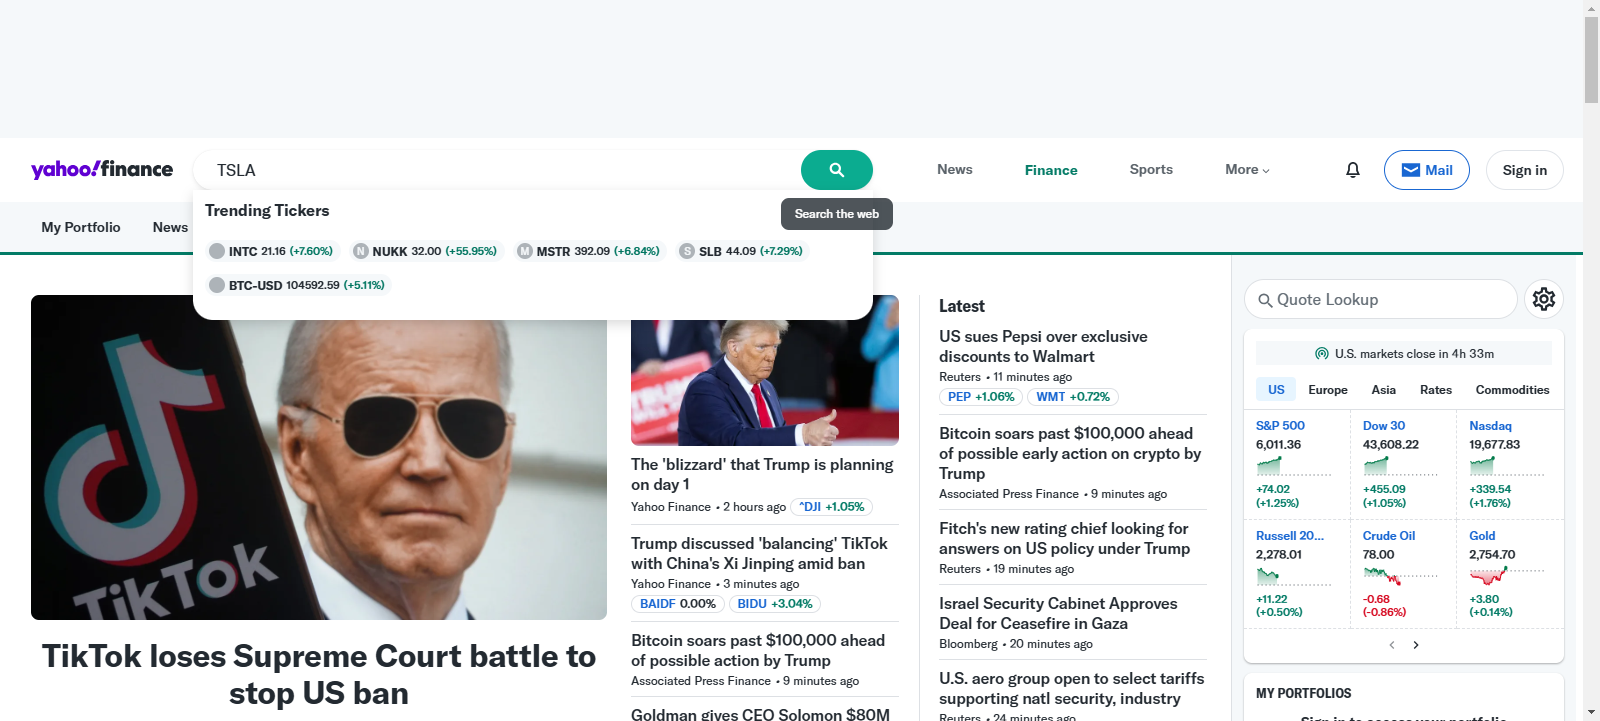 yahoo!finance
TSLA
News
Finance
Sports
More
Mail
Sign in
My Portfolio
News
Trending Tickers
Search the web
INTC 21.16 (+7.60%)
N NUKK 32.00 (+55.95%)
M MSTR 392.09 (+6.84%)
S SLB 44.09 (+7.29%)
BTC-USD 104592.59 (+5.11%)
TikTok
TikTok loses Supreme Court battle to
stop US ban
The 'blizzard' that Trump is planning
on day 1
Yahoo Finance • 2 hours ago ^DJI +1.05%
Trump discussed 'balancing' TikTok
with China's Xi Jinping amid ban
Yahoo Finance • 3 minutes ago
BAIDF 0.00% BIDU +3.04%
Bitcoin soars past $100,000 ahead
of possible action by Trump
Associated Press Finance • 9 minutes ago
Goldman gives CEO Solomon $80M
Latest
US sues Pepsi over exclusive
discounts to Walmart
Reuters • 11 minutes ago
PEP +1.06% WMT +0.72%
Bitcoin soars past $100,000 ahead
of possible early action on crypto by
Trump
Associated Press Finance • 9 minutes ago
Fitch's new rating chief looking for
answers on US policy under Trump
Reuters • 19 minutes ago
Israel Security Cabinet Approves
Deal for Ceasefire in Gaza
Bloomberg • 20 minutes ago
U.S. aero group open to select tariffs
supporting natl security, industry
Reuters • 24 minutes ago
Quote Lookup
U.S. markets close in 4h 33m
US Europe Asia Rates Commodities
S&P 500
6,011.36
+74.02
(+1.25%)
Dow 30
43,608.22
+455.09
(+1.05%)
Nasdaq
19,677.83
+339.54
(+1.76%)
Russell 20...
2,278.01
+11.22
(+0.50%)
Crude Oil
78.00
-0.68
(-0.86%)
Gold
2,754.70
+3.80
(+0.14%)
MY PORTFOLIOS
Sign in to access your portfolio